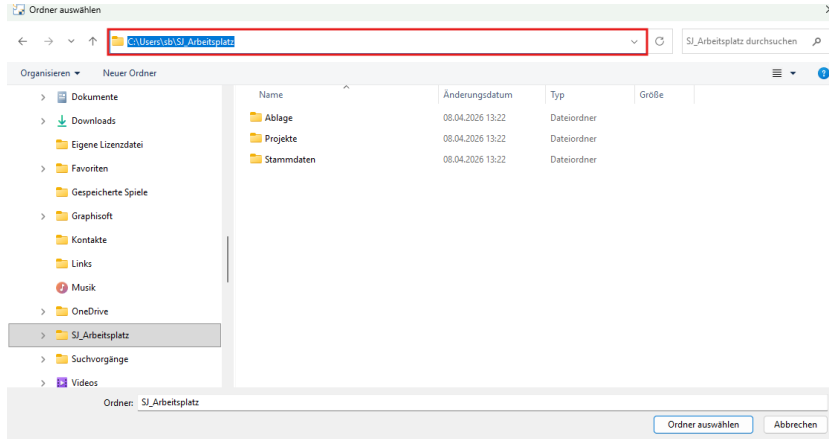 Ordner auswählen
C:\Users\sb\SJ_Arbeitsplatz
SJ_Arbeitsplatz durchsuchen
Organisieren
Neuer Ordner
Name Änderungsdatum Typ Größe
Dokumente
Downloads
Eigene Lizenzdatei
Favoriten
Gespeicherte Spiele
Graphisoft
Kontakte
Links
Musik
OneDrive
SJ_Arbeitsplatz
Suchvorgänge
Videos
Ablage 08.04.2026 13:22 Dateiordner
Projekte 08.04.2026 13:22 Dateiordner
Stammdaten 08.04.2026 13:22 Dateiordner
Ordner: SJ_Arbeitsplatz
Ordner auswählen
Abbrechen